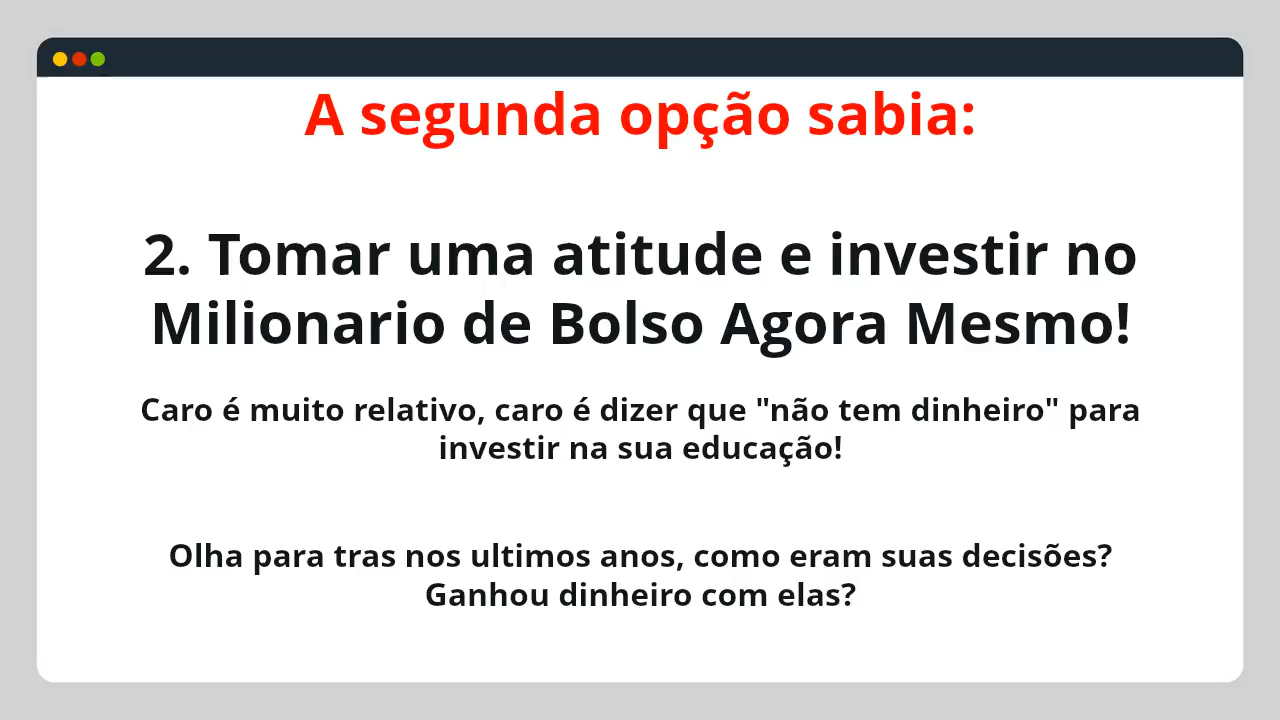 A segunda opção sabia:
2. Tomar uma atitude e investir no
Milionario de Bolso Agora Mesmo!
Caro é muito relativo, caro é dizer que "não tem dinheiro" para
investir na sua educação!
Olha para tras nos ultimos anos, como eram suas decisões?
Ganhou dinheiro com elas?